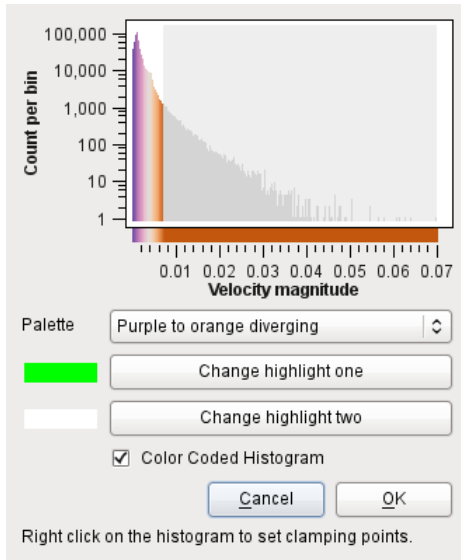 100,000
10,000
1,000
100
10
1
Count per bin
0.01 0.02 0.03 0.04 0.05 0.06 0.07
Velocity magnitude
Palette Purple to orange diverging
Change highlight one
Change highlight two
Color Coded Histogram
Cancel OK
Right click on the histogram to set clamping points.